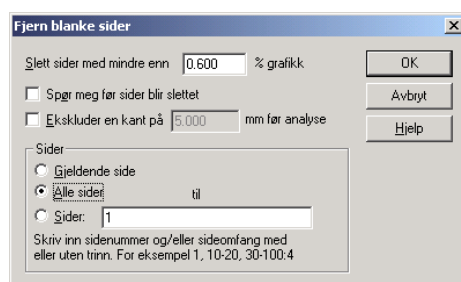 Fjern blanke sider
Slett sider med mindre enn 0.600 % grafikk
OK
Spør meg før sider blir slettet
Avbryt
Ekskluder en kant på 5.000 mm før analyse
Hjelp
Sider
Gjeldende side
Alle sider til
Sider: 1
Skriv inn sidenummer og/eller sideomfang med
eller uten trinn. For eksempel 1, 10-20, 30-100:4